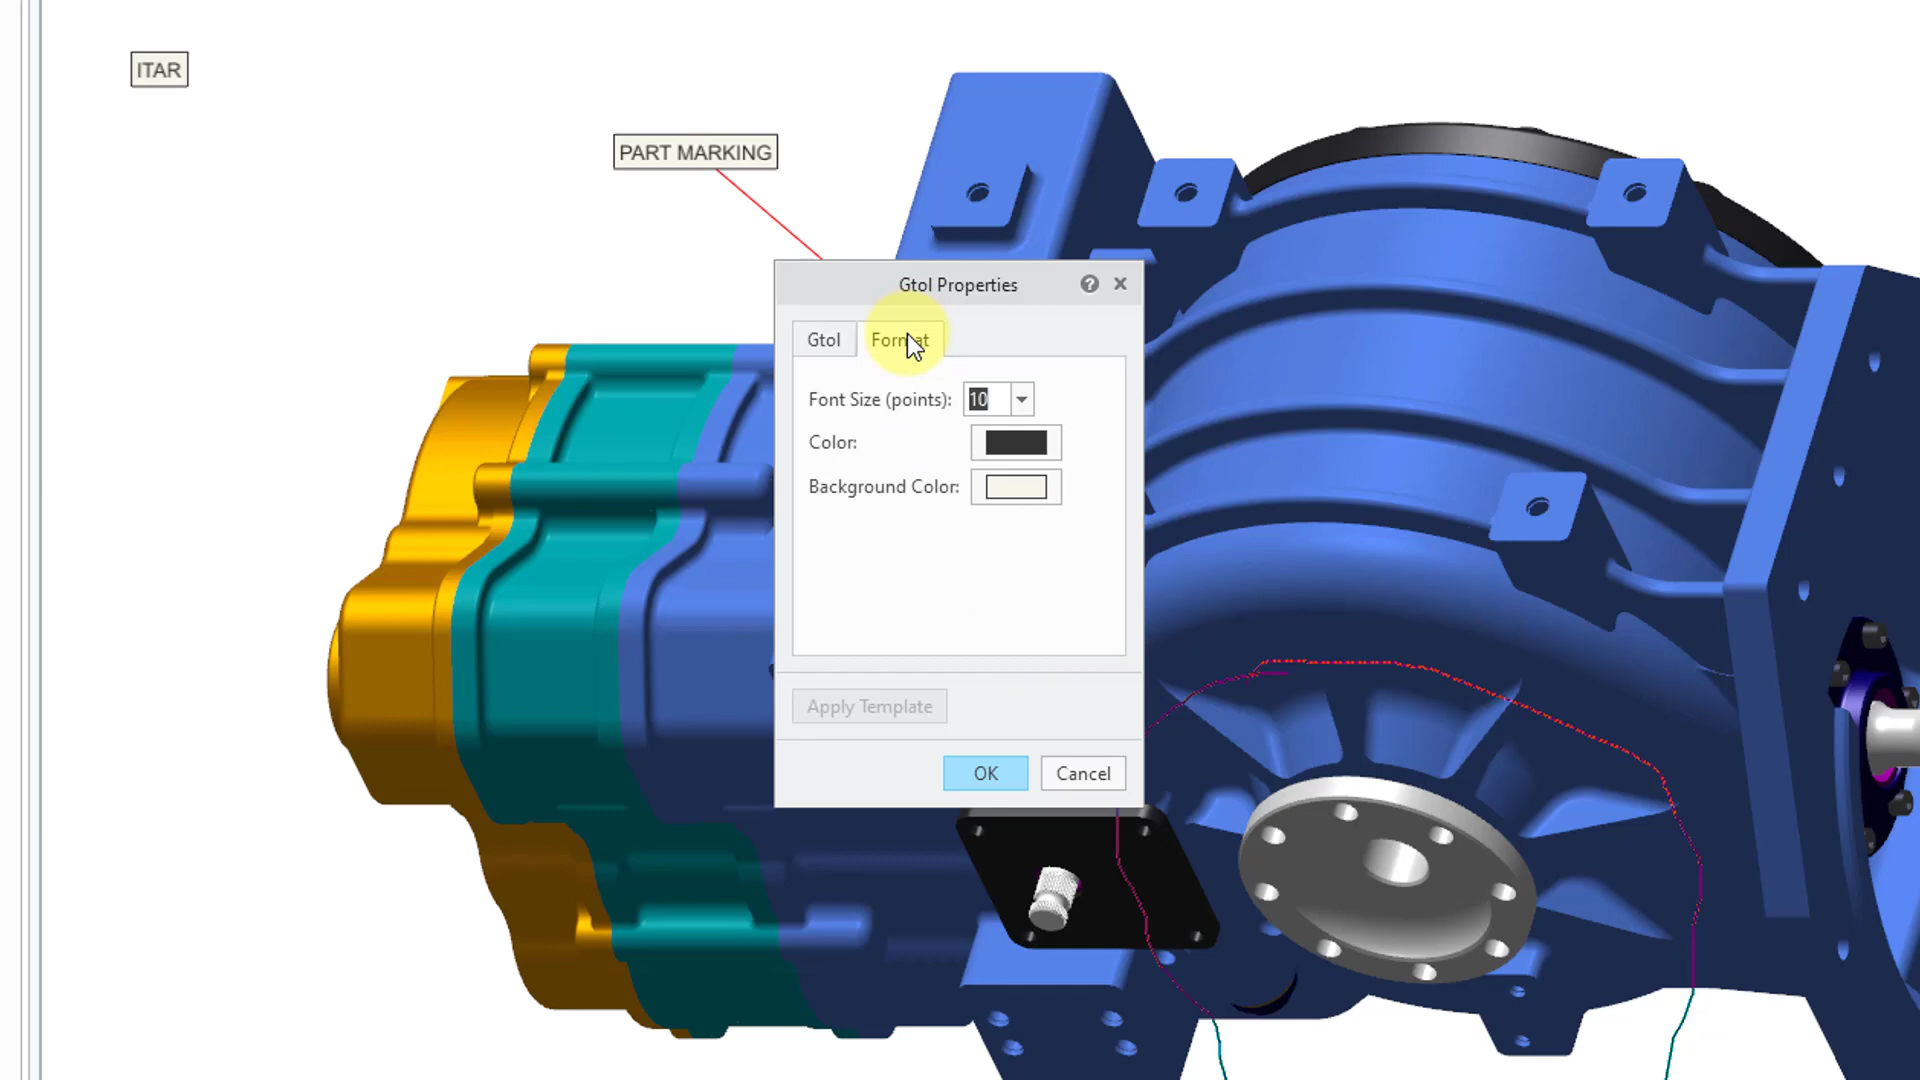 ITAR
PART MARKING
Gtol Properties
Gtol
Format
Font Size (points): 10
Color:
Background Color:
Apply Template
OK
Cancel